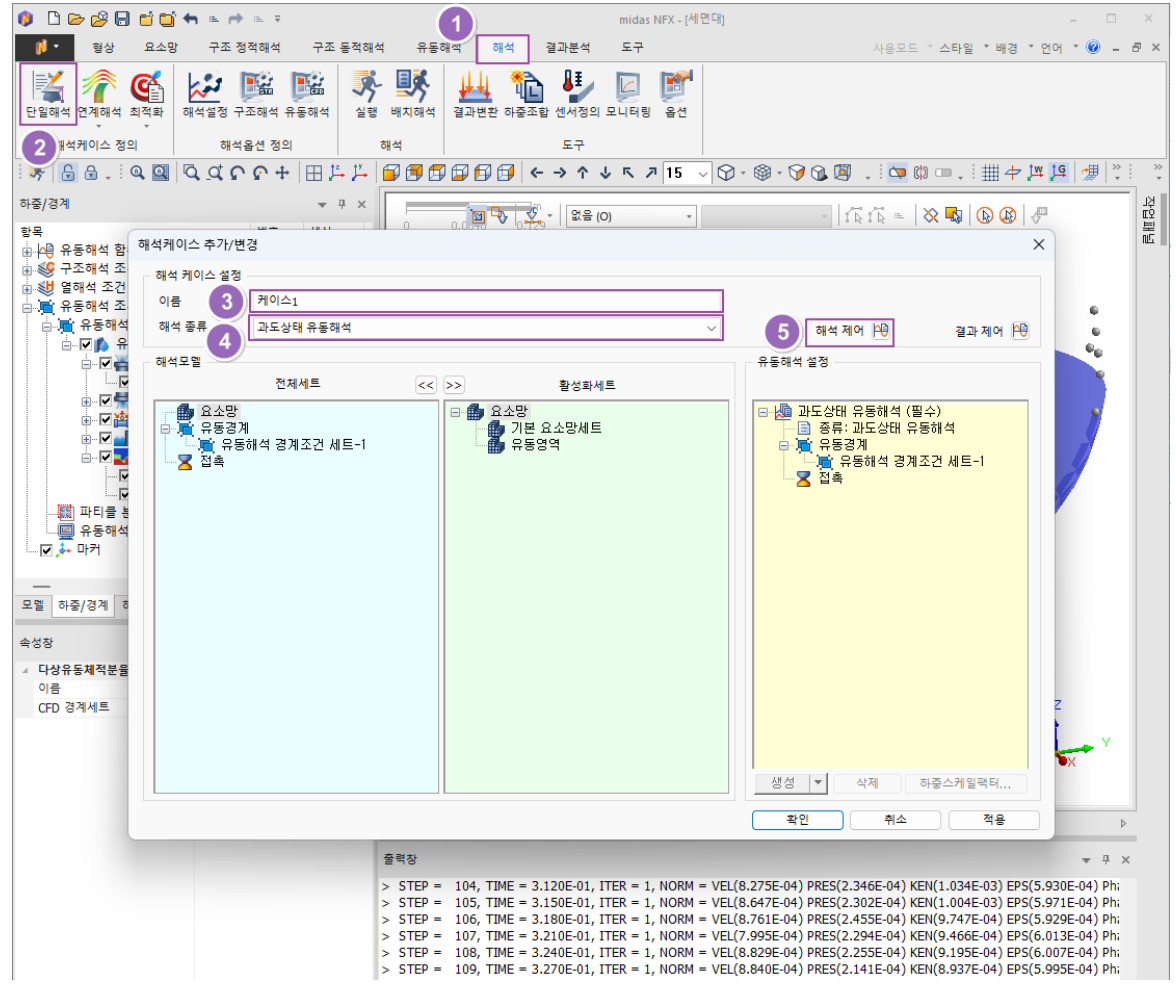 midas NFX - [세면대]
1
형상 요소망 구조 정적해석 구조 동적해석 유동해석 해석 결과분석 도구
사용모드 스타일 배경 언어
단일해석 연계해석 최적화 해석설정 구조해석 유동해석 실행 배치해석 결과변환 하중조합 센서정의 모니터링 옵션
2
해석케이스 정의 해석옵션 정의 해석 도구
15
하중/경계
없음 (O)
작업패널
항목
유동해석 함
구조해석 조
열해석 조건
유동해석 조
유동해석
유
파티클
유동해석
마커
모델 하중/경계
속성창
다상유동체적분율
이름
CFD 경계세트
해석케이스 추가/변경
해석 케이스 설정
이름 3 케이스1
해석 종류 4 과도상태 유동해석
5 해석 제어 결과 제어
해석모델
전체세트 << >> 활성화세트
요소망
유동경계
유동해석 경계조건 세트-1
접촉
요소망
기본 요소망세트
유동영역
유동해석 설정
과도상태 유동해석 (필수)
종류: 과도상태 유동해석
유동경계
유동해석 경계조건 세트-1
접촉
생성 삭제 하중스케일팩터...
확인 취소 적용
Z
Y
X
출력창
> STEP = 104, TIME = 3.120E-01, ITER = 1, NORM = VEL(8.275E-04) PRES(2.346E-04) KEN(1.034E-03) EPS(5.930E-04) Pha
> STEP = 105, TIME = 3.150E-01, ITER = 1, NORM = VEL(8.647E-04) PRES(2.302E-04) KEN(1.004E-03) EPS(5.971E-04) Pha
> STEP = 106, TIME = 3.180E-01, ITER = 1, NORM = VEL(8.761E-04) PRES(2.455E-04) KEN(9.747E-04) EPS(5.929E-04) Pha
> STEP = 107, TIME = 3.210E-01, ITER = 1, NORM = VEL(7.995E-04) PRES(2.294E-04) KEN(9.466E-04) EPS(6.013E-04) Pha
> STEP = 108, TIME = 3.240E-01, ITER = 1, NORM = VEL(8.829E-04) PRES(2.255E-04) KEN(9.195E-04) EPS(6.007E-04) Pha
> STEP = 109, TIME = 3.270E-01, ITER = 1, NORM = VEL(8.840E-04) PRES(2.141E-04) KEN(8.937E-04) EPS(5.995E-04) Pha